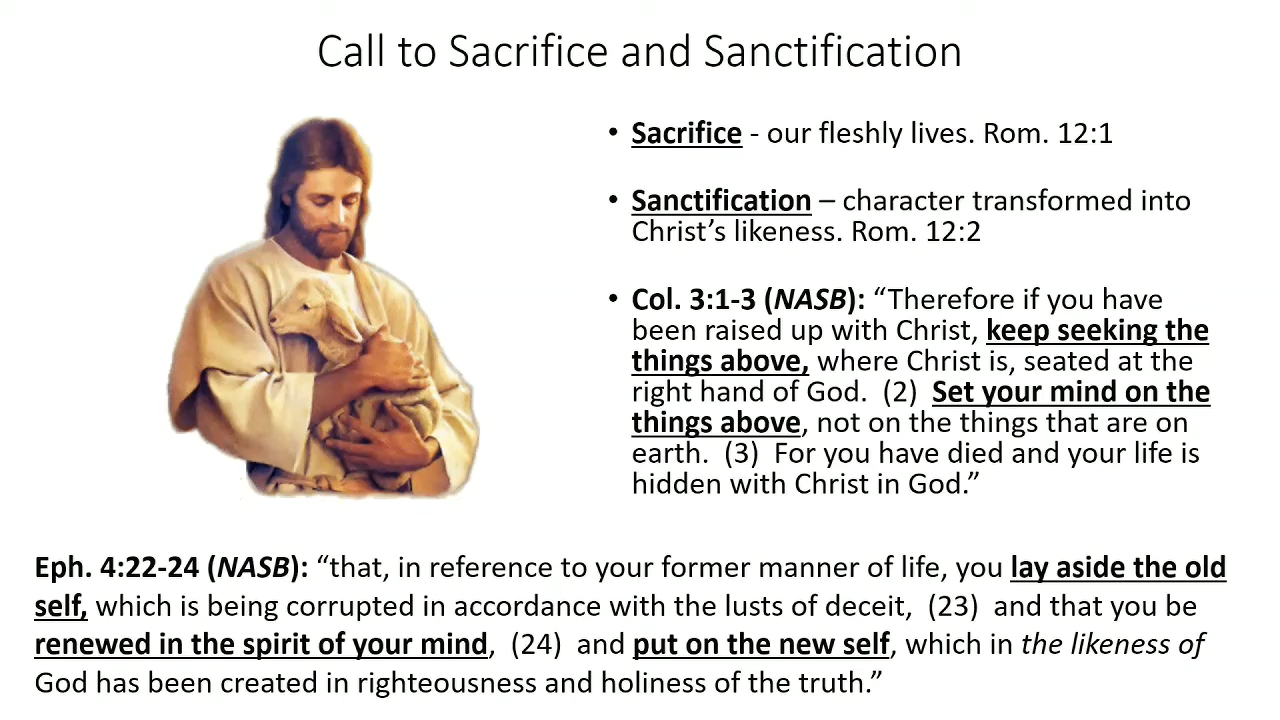 Call to Sacrifice and Sanctification
• Sacrifice - our fleshly lives. Rom. 12:1
• Sanctification – character transformed into
Christ’s likeness. Rom. 12:2
• Col. 3:1-3 (NASB): “Therefore if you have
been raised up with Christ, keep seeking the
things above, where Christ is, seated at the
right hand of God.  (2)  Set your mind on the
things above, not on the things that are on
earth.  (3)  For you have died and your life is
hidden with Christ in God.”
Eph. 4:22-24 (NASB): “that, in reference to your former manner of life, you lay aside the old
self, which is being corrupted in accordance with the lusts of deceit,  (23)  and that you be
renewed in the spirit of your mind,  (24)  and put on the new self, which in the likeness of
God has been created in righteousness and holiness of the truth.”